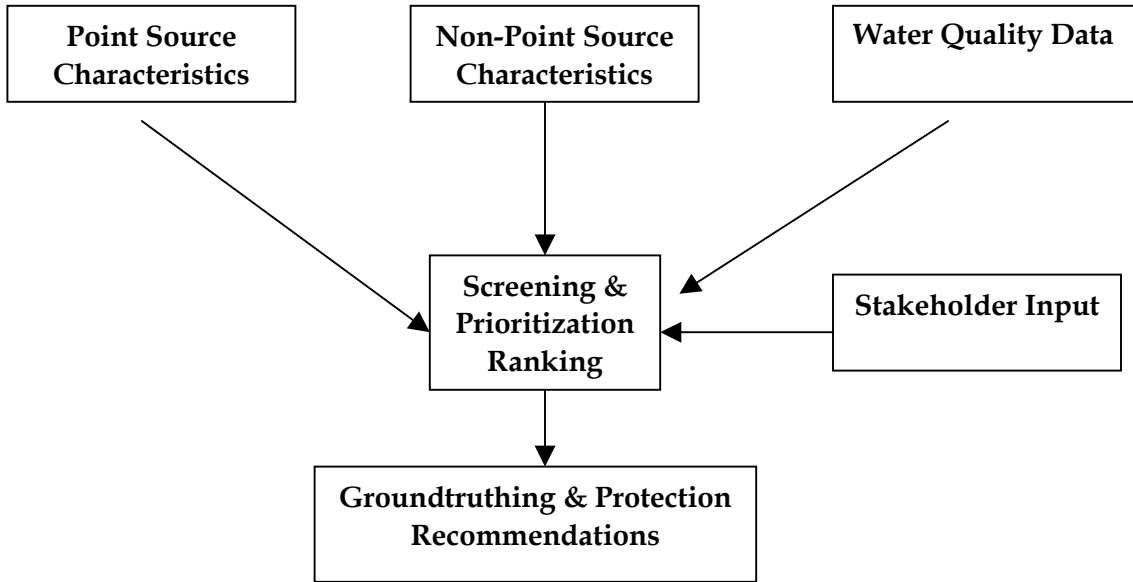 Point Source
Characteristics
Non-Point Source
Characteristics
Water Quality Data
Screening &
Prioritization
Ranking
Stakeholder Input
Groundtruthing & Protection
Recommendations